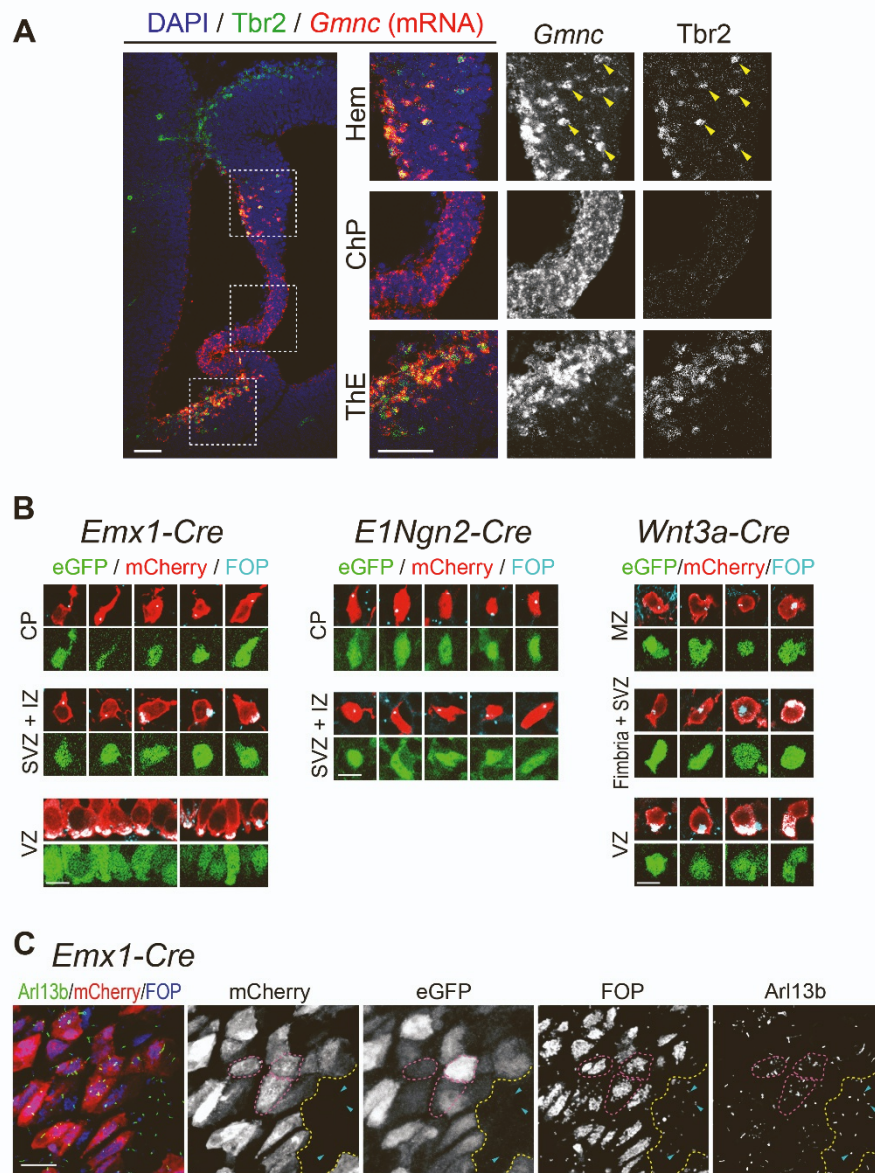 A
DAPI / Tbr2 / Gmnc (mRNA)
Gmnc
Tbr2
Hem
ChP
ThE
B
Emx1-Cre
E1Ngn2-Cre
Wnt3a-Cre
eGFP / mCherry / FOP
eGFP / mCherry / FOP
eGFP/mCherry/FOP
CP
CP
MZ
SVZ + IZ
SVZ + IZ
Fimbria + SVZ
VZ
VZ
C
Emx1-Cre
Arl13b/mCherry/FOP
mCherry
eGFP
FOP
Arl13b